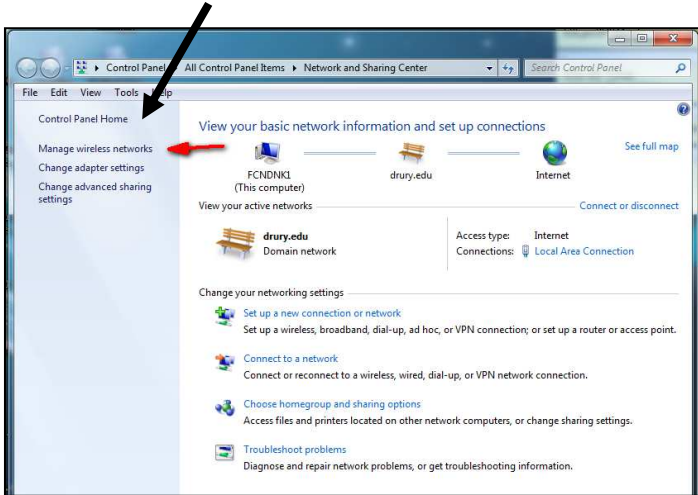 Control Panel ▸ All Control Panel Items ▸ Network and Sharing Center
Search Control Panel
File Edit View Tools
Control Panel Home
Manage wireless networks
Change adapter settings
Change advanced sharing
settings
View your basic network information and set up connections
See full map
FCNDNK1
(This computer)
drury.edu
Internet
View your active networks
Connect or disconnect
drury.edu
Domain network
Access type: Internet
Connections: Local Area Connection
Change your networking settings
Set up a new connection or network
Set up a wireless, broadband, dial-up, ad hoc, or VPN connection; or set up a router or access point.
Connect to a network
Connect or reconnect to a wireless, wired, dial-up, or VPN network connection.
Choose homegroup and sharing options
Access files and printers located on other network computers, or change sharing settings.
Troubleshoot problems
Diagnose and repair network problems, or get troubleshooting information.